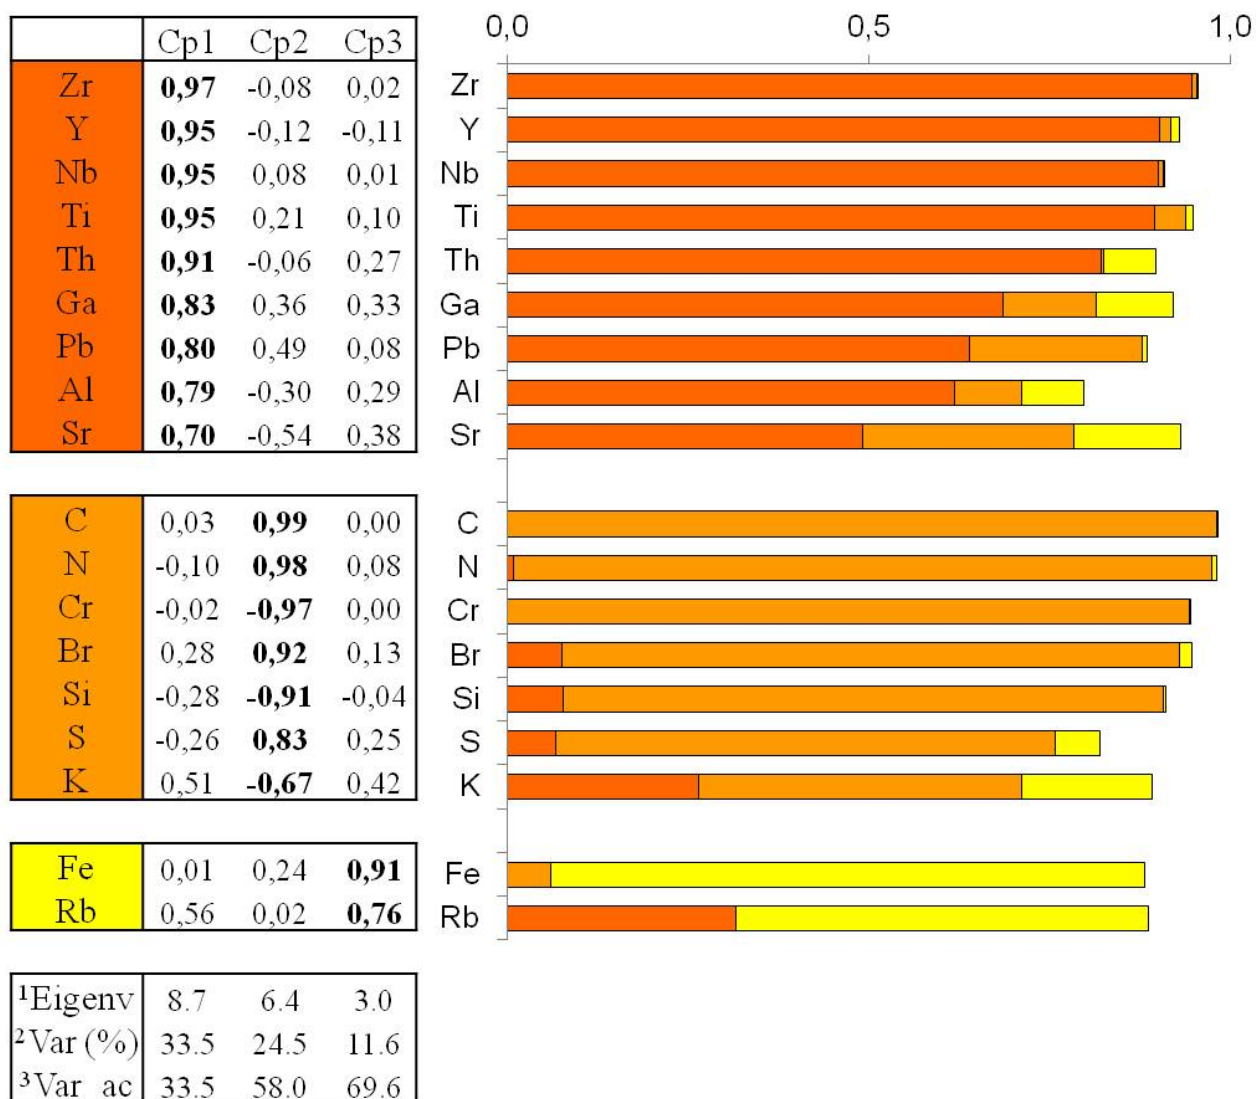 Cp1 Cp2 Cp3
Zr 0,97 -0,08 0,02
Y 0,95 -0,12 -0,11
Nb 0,95 0,08 0,01
Ti 0,95 0,21 0,10
Th 0,91 -0,06 0,27
Ga 0,83 0,36 0,33
Pb 0,80 0,49 0,08
Al 0,79 -0,30 0,29
Sr 0,70 -0,54 0,38
C 0,03 0,99 0,00
N -0,10 0,98 0,08
Cr -0,02 -0,97 0,00
Br 0,28 0,92 0,13
Si -0,28 -0,91 -0,04
S -0,26 0,83 0,25
K 0,51 -0,67 0,42
Fe 0,01 0,24 0,91
Rb 0,56 0,02 0,76
¹Eigenv 8.7 6.4 3.0
²Var (%) 33.5 24.5 11.6
³Var ac 33.5 58.0 69.6
0,0 0,5 1,0
Zr
Y
Nb
Ti
Th
Ga
Pb
Al
Sr
C
N
Cr
Br
Si
S
K
Fe
Rb